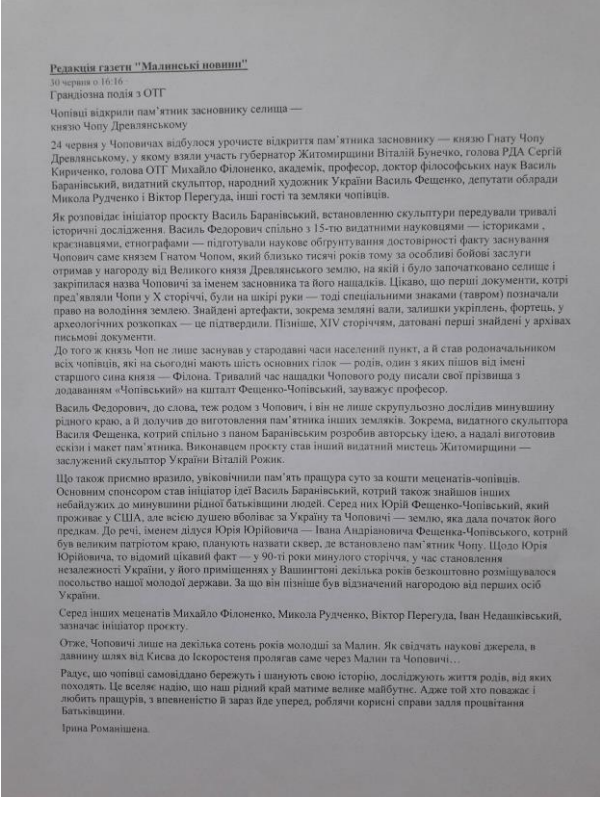 Редакція газети "Малинські новини"
30 червня о 16:16 ·
Грандіозна подія з ОТГ
Чопівці відкрили пам'ятник засновнику селища —
князю Чопу Древлянському
24 червня у Чоповичах відбулося урочисте відкриття пам'ятника засновнику — князю Гнату Чопу
Древлянському, у якому взяли участь губернатор Житомирщини Віталій Бунечко, голова РДА Сергій
Кириченко, голова ОТГ Михайло Філоненко, академік, професор, доктор філософських наук Василь
Баранівський, видатний скульптор, народний художник України Василь Фещенко, депутати облради
Микола Рудченко і Віктор Перегуда, інші гості та земляки чопівців.
Як розповідає ініціатор проєкту Василь Баранівський, встановленню скульптури передували тривалі
історичні дослідження. Василь Федорович спільно з 15-тю видатними науковцями — істориками ,
краєзнавцями, етнографами — підготували наукове обґрунтування достовірності факту заснування
Чопович саме князем Гнатом Чопом, який близько тисячі років тому за особливі бойові заслуги
отримав у нагороду від Великого князя Древлянського землю, на якій і було започатковано селище і
закріпилася назва Чоповичі за именем засновника та його нащадків. Цікаво, що перші документи, котрі
пред'являли Чопи у X сторіччі, були на шкірі руки — тоді спеціальними знаками (тавром) позначали
право на володіння землею. Знайдені артефакти, зокрема земляні вали, залишки укріплень, фортець, у
археологічних розкопках — це підтвердили. Пізніше, XIV сторіччям, датовані перші знайдені у архівах
письмові документи.
До того ж князь Чоп не лише заснував у стародавні часи населений пункт, а й став родоначальником
всіх чопівців, які на сьогодні мають шість основних гілок — родів, один з яких пішов від імені
старшого сина князя — Філона. Тривалий час нащадки Чопового роду писали свої прізвища з
додаванням «Чопівський» на кшталт Фещенко-Чопівський, зауважує професор.
Василь Федорович, до слова, теж родом з Чопович, і він не лише скрупульозно дослідив минувшину
рідного краю, а й долучив до виготовлення пам'ятника інших земляків. Зокрема, видатного скульптора
Василя Фещенка, котрий спільно з паном Баранівським розробив авторську ідею, а надалі виготовив
ескізи і макет пам'ятника. Виконавцем проєкту став інший видатний мистець Житомирщини —
заслужений скульптор України Віталій Рожик.
Що також приємно вразило, увіковічнили пам'ять пращура суто за кошти меценатів-чопівців.
Основним спонсором став ініціатор ідеї Василь Баранівський, котрий також знайшов інших
небайдужих до минувшини рідної батьківщини людей. Серед них Юрій Фещенко-Чопівський, який
проживає у США, але всією душею вболіває за Україну та Чоповичі — землю, яка дала початок його
предкам. До речі, іменем дідуся Юрія Юрійовича — Івана Андріановича Фещенка-Чопівського, котрий
був великим патріотом краю, планують назвати сквер, де встановлено пам'ятник Чопу. Щодо Юрія
Юрійовича, то відомий цікавий факт — у 90-ті роки минулого сторіччя, у час становлення
незалежності України, у його приміщеннях у Вашингтоні декілька років безкоштовно розміщувалося
посольство нашої молодої держави. За що він пізніше був відзначений нагородою від перших осіб
України.
Серед інших меценатів Михайло Філоненко, Микола Рудченко, Віктор Перегуда, Іван Недашківський,
зазначає ініціатор проєкту.
Отже, Чоповичі лише на декілька сотень років молодші за Малин. Як свідчать наукові джерела, в
давнину шлях від Києва до Іскоростеня пролягав саме через Малин та Чоповичі…
Радує, що чопівці самовіддано бережуть і шанують свою історію, досліджують життя родів, від яких
походять. Це вселяє надію, що наш рідний край матиме велике майбутнє. Адже той хто поважає і
любить пращурів, з впевненістю й зараз йде уперед, роблячи корисні справи задля процвітання
Батьківщини.
Ірина Романішена.